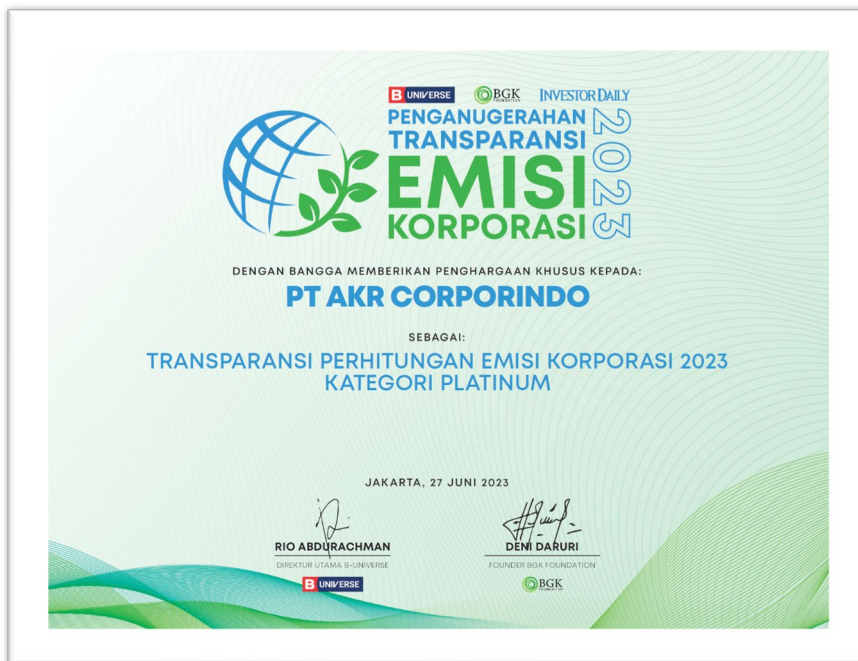 B UNIVERSE BGK FOUNDATION INVESTOR DAILY
PENGANUGERAHAN
TRANSPARANSI
EMISI
KORPORASI
2023
DENGAN BANGGA MEMBERIKAN PENGHARGAAN KHUSUS KEPADA:
PT AKR CORPORINDO
SEBAGAI:
TRANSPARANSI PERHITUNGAN EMISI KORPORASI 2023
KATEGORI PLATINUM
JAKARTA, 27 JUNI 2023
RIO ABDURACHMAN
DIREKTUR UTAMA B-UNIVERSE
B UNIVERSE
DENI DARURI
FOUNDER BGK FOUNDATION
BGK FOUNDATION